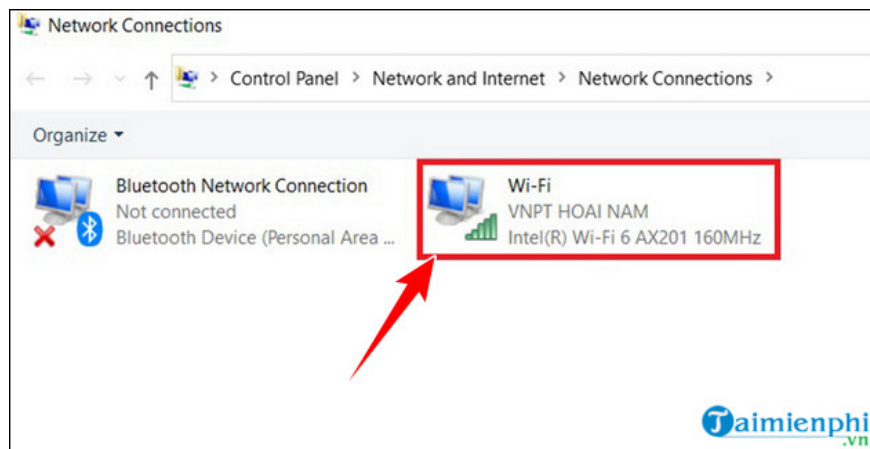 Network Connections
Control Panel > Network and Internet > Network Connections >
Organize
Bluetooth Network Connection
Not connected
Bluetooth Device (Personal Area ...
Wi-Fi
VNPT HOAI NAM
Intel(R) Wi-Fi 6 AX201 160MHz
Taimienphi
.vn